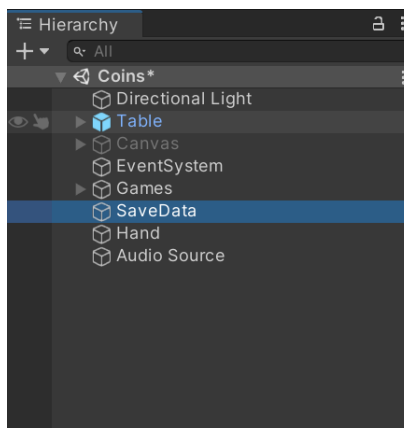 Hierarchy
All
Coins*
Directional Light
Table
Canvas
EventSystem
Games
SaveData
Hand
Audio Source